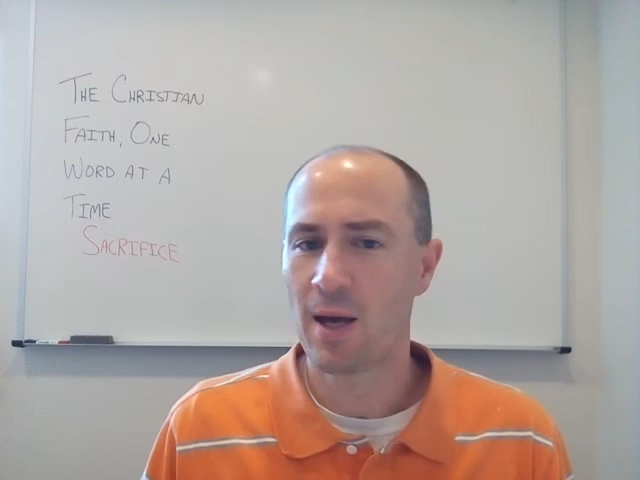 The Christian
Faith, One
Word at a
Time
Sacrifice